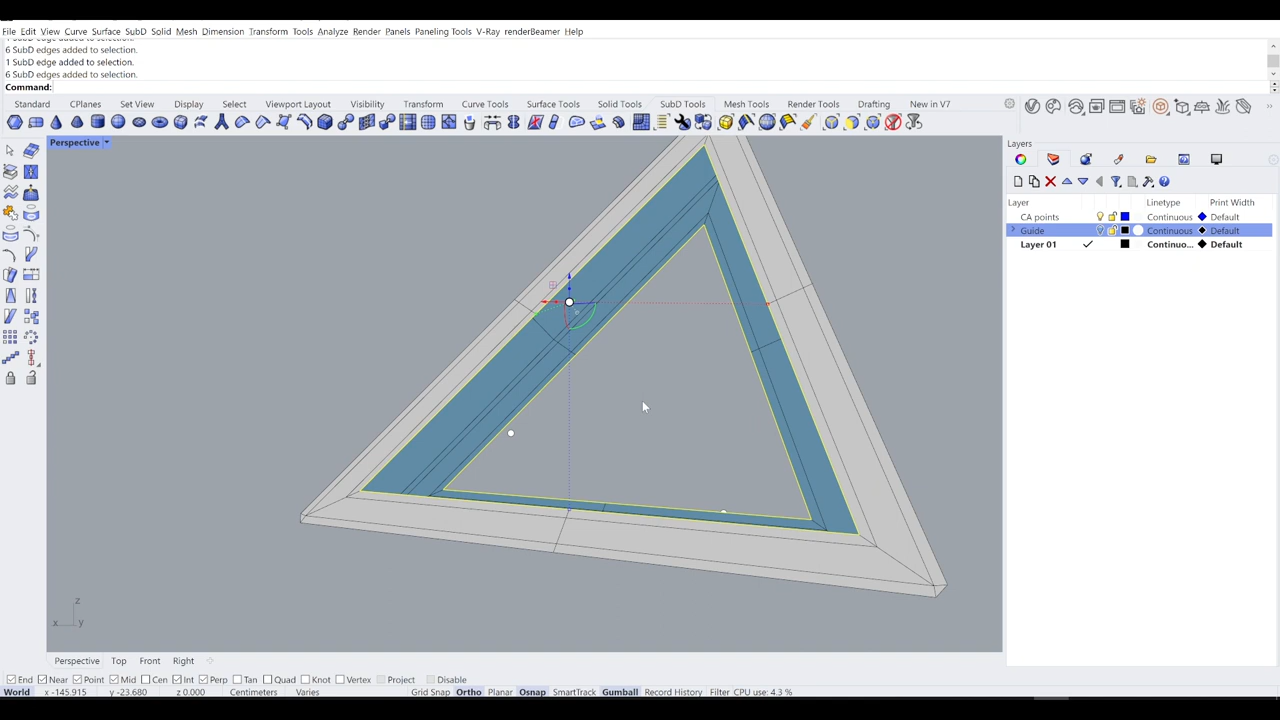 File Edit View Curve Surface SubD Solid Mesh Dimension Transform Tools Analyze Render Panels Paneling Tools V-Ray renderBeamer Help
6 SubD edges added to selection.
1 SubD edge added to selection.
6 SubD edges added to selection.
Command:
Standard CPlanes Set View Display Select Viewport Layout Visibility Transform Curve Tools Surface Tools Solid Tools SubD Tools Mesh Tools Render Tools Drafting New in V7
Perspective
Layers
Layer Linetype Print Width
CA points Continuous Default
Guide Continuous Default
Layer 01 Continuo... Default
z
x y
Perspective Top Front Right
End Near Point Mid Cen Int Perp Tan Quad Knot Vertex Project Disable
World x -145.915 y -23.680 z 0.000 Centimeters Varies Grid Snap Ortho Planar Osnap SmartTrack Gumball Record History Filter CPU use: 4.3 %